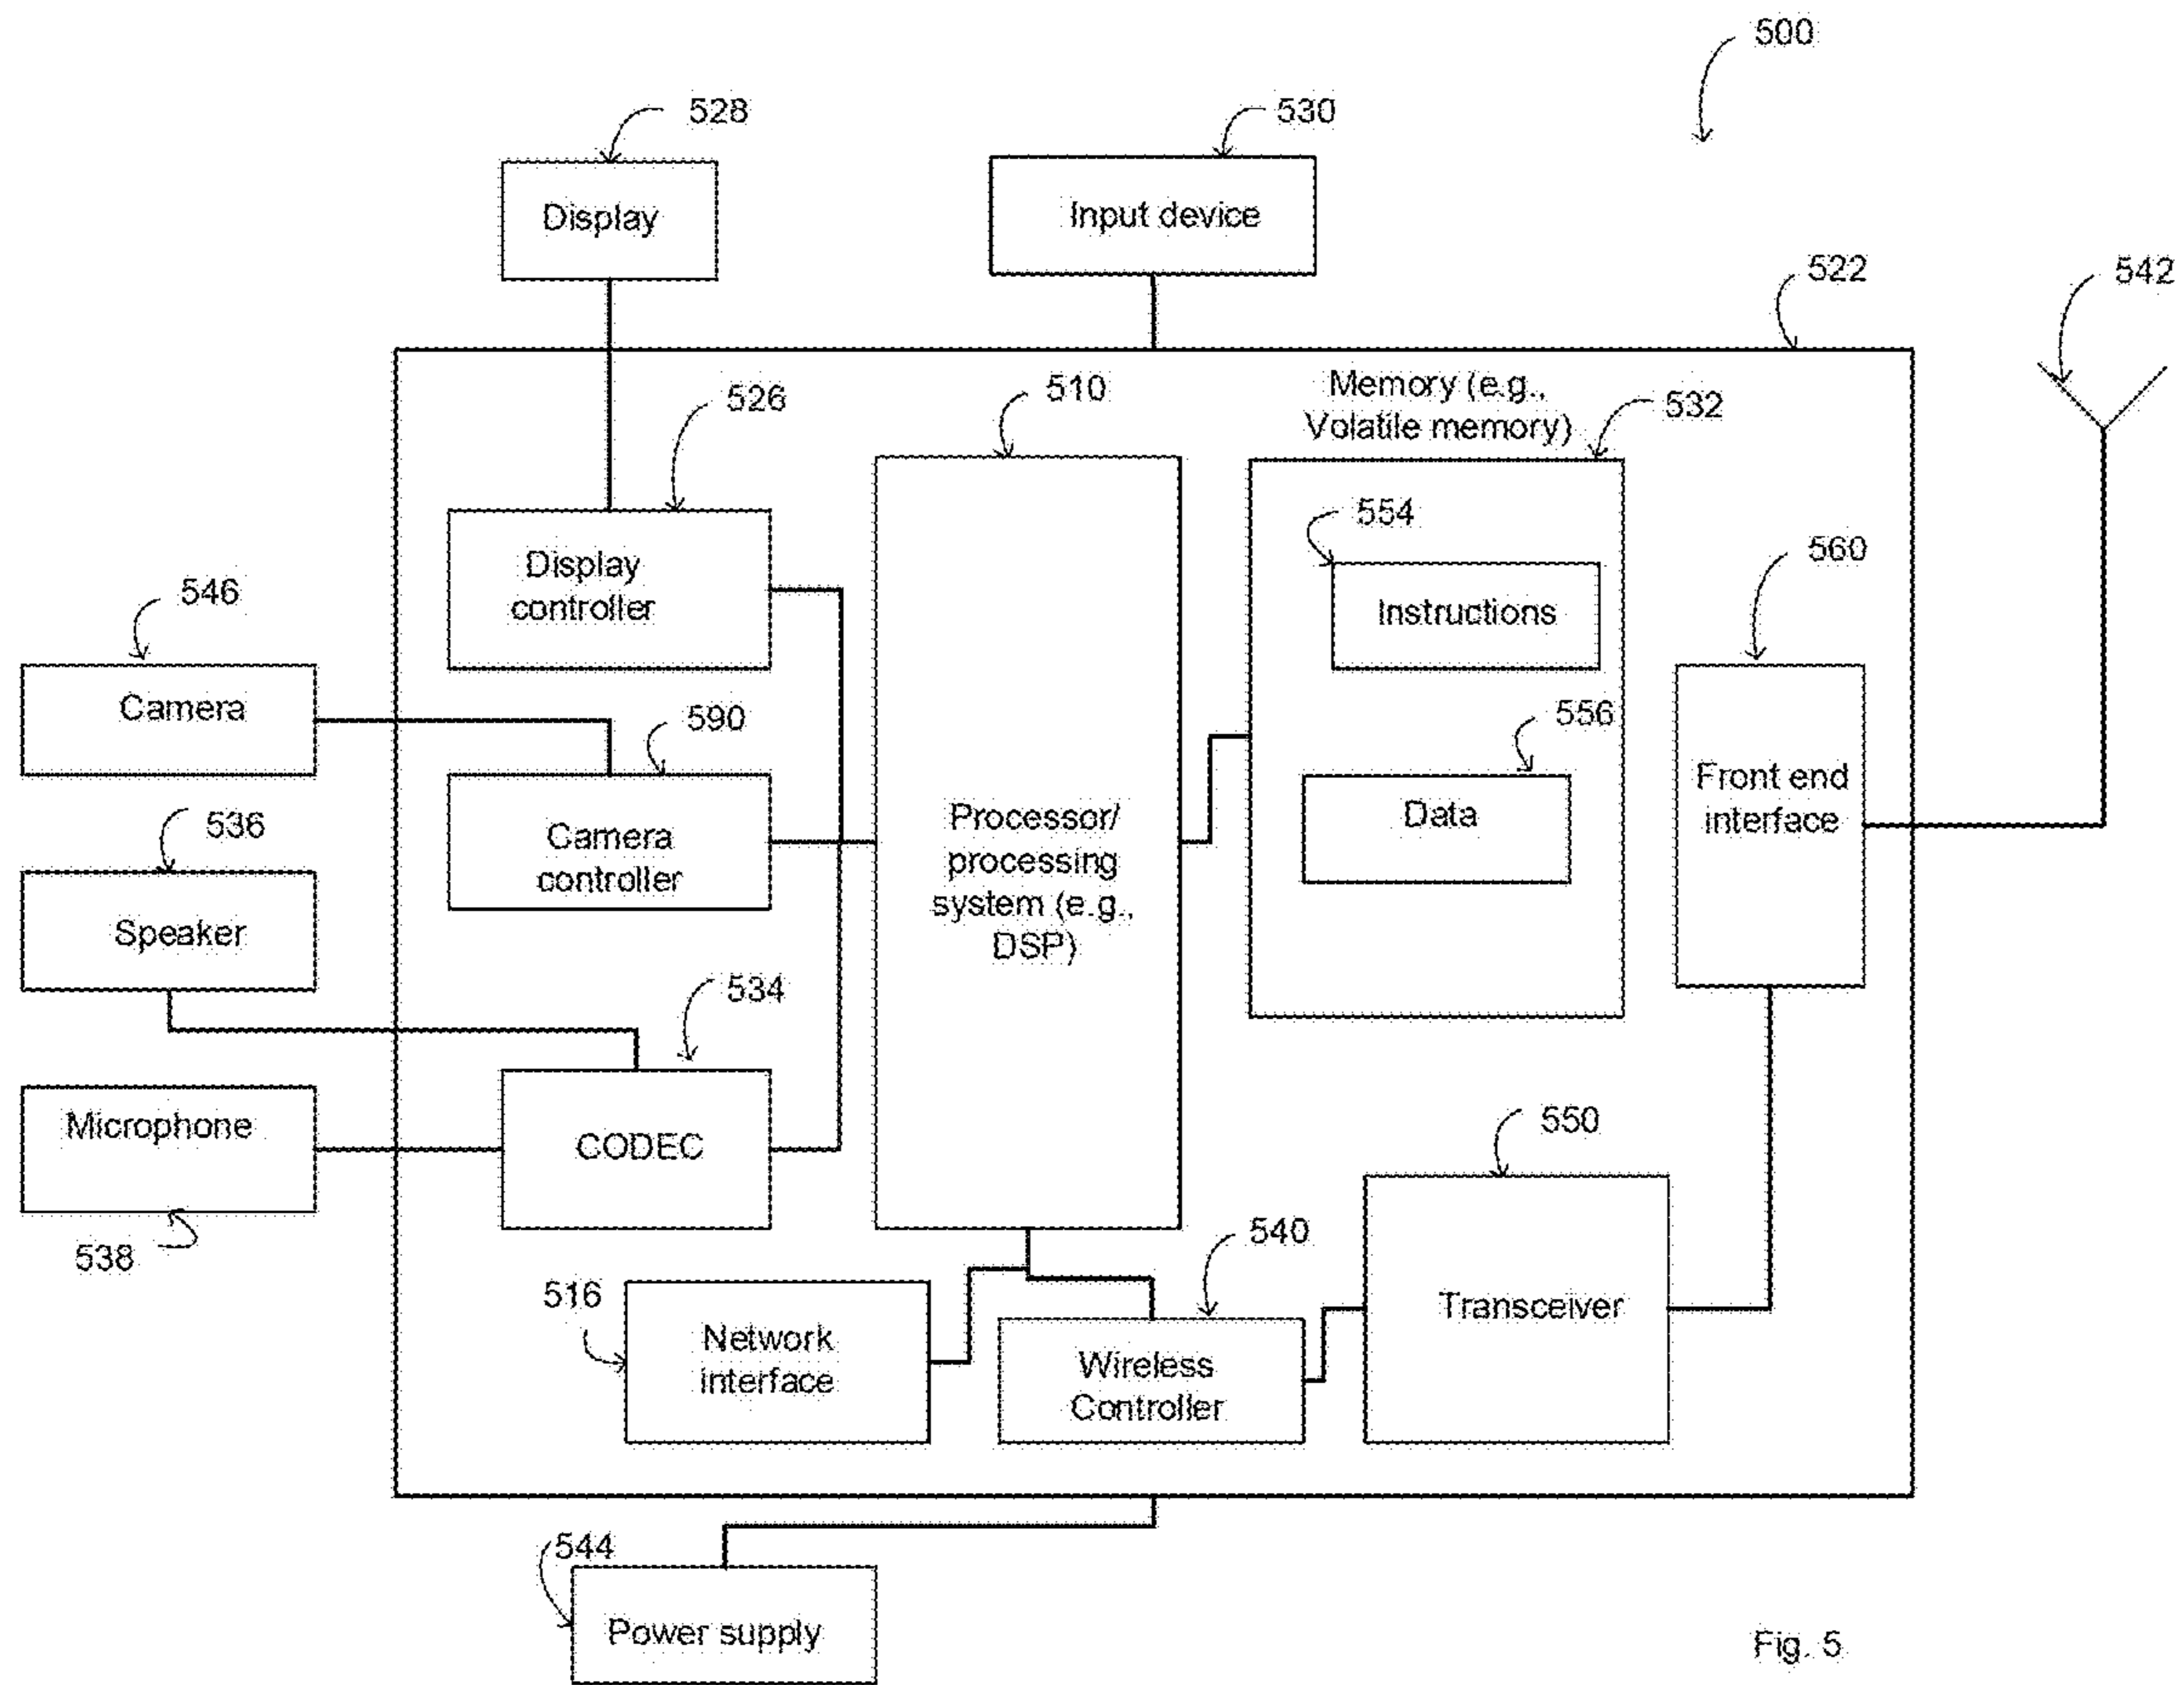 500
528
530
Display
Input device
522
542
526
510
Memory (e.g.,
Volatile memory)
532
554
Display
controller
Instructions
560
546
Camera
590
556
Camera
controller
Processor/
processing
system (e.g.,
DSP)
Data
Front end
interface
536
Speaker
534
Microphone
CODEC
550
538
540
516
Network
interface
Wireless
Controller
Transceiver
544
Power supply
Fig. 5